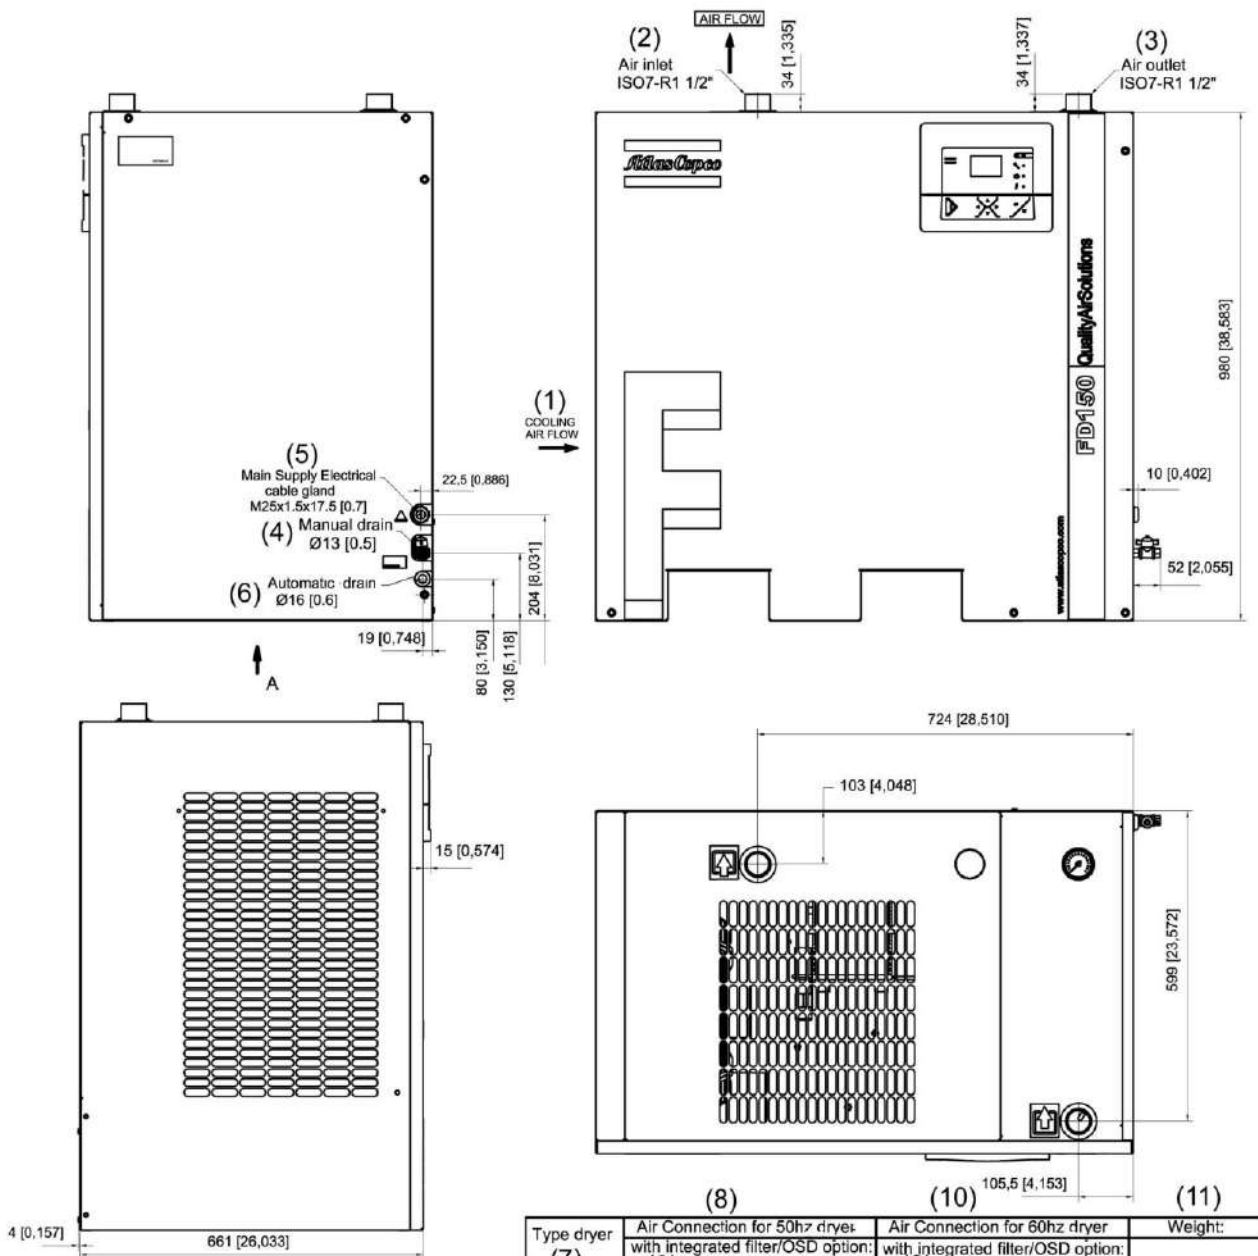 AIR FLOW
(2)
Air inlet
ISO7-R1 1/2"
34 [1,335]
34 [1,337]
(3)
Air outlet
ISO7-R1 1/2"
Atlas Copco
980 [38,583]
QualityAirSolutions
FD150
www.atlascopco.com
(1)
COOLING
AIR FLOW
(5)
Main Supply Electrical
cable gland
M25x1.5x17.5 [0.7]
22,5 [0,886]
(4)
Manual drain
Ø13 [0.5]
(6)
Automatic drain
Ø16 [0.6]
204 [8,031]
19 [0,748]
80 [3,150]
130 [5,118]
10 [0,402]
52 [2,055]
A
724 [28,510]
103 [4,048]
15 [0,574]
599 [23,572]
105,5 [4,153]
4 [0,157]
661 [26,033]
(8)
(10)
(11)
Type dryer
Air Connection for 50hz dryer
Air Connection for 60hz dryer
Weight:
(7)
with integrated filter/OSD option:
with integrated filter/OSD option: